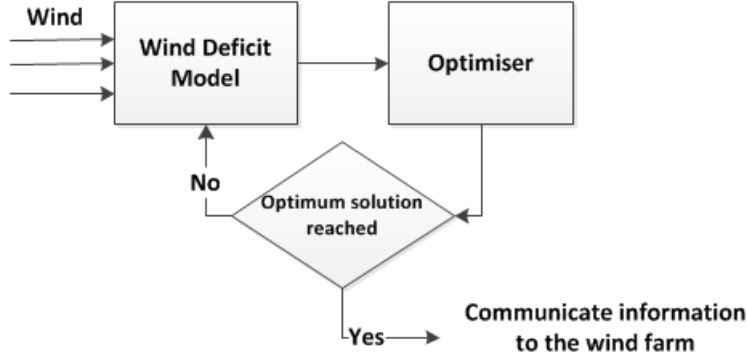 Wind
Wind Deficit
Model
Optimiser
No
Optimum solution
reached
Yes
Communicate information
to the wind farm